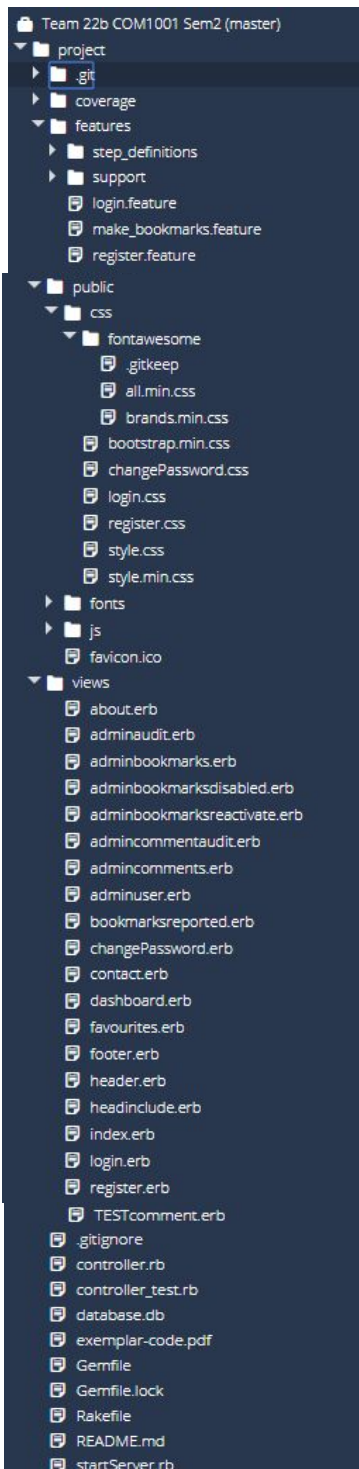 Team 22b COM1001 Sem2 (master)
project
.git
coverage
features
step_definitions
support
login.feature
make_bookmarks.feature
register.feature
public
css
fontawesome
.gitkeep
all.min.css
brands.min.css
bootstrap.min.css
changePassword.css
login.css
register.css
style.css
style.min.css
fonts
js
favicon.ico
views
about.erb
adminaudit.erb
adminbookmarks.erb
adminbookmarksdisabled.erb
adminbookmarksreactivate.erb
admincommentaudit.erb
admincomments.erb
adminuser.erb
bookmarksreported.erb
changePassword.erb
contact.erb
dashboard.erb
favourites.erb
footer.erb
header.erb
headinclude.erb
index.erb
login.erb
register.erb
TESTcomment.erb
.gitignore
controller.rb
controller_test.rb
database.db
exemplar-code.pdf
Gemfile
Gemfile.lock
Rakefile
README.md
startServer.rb